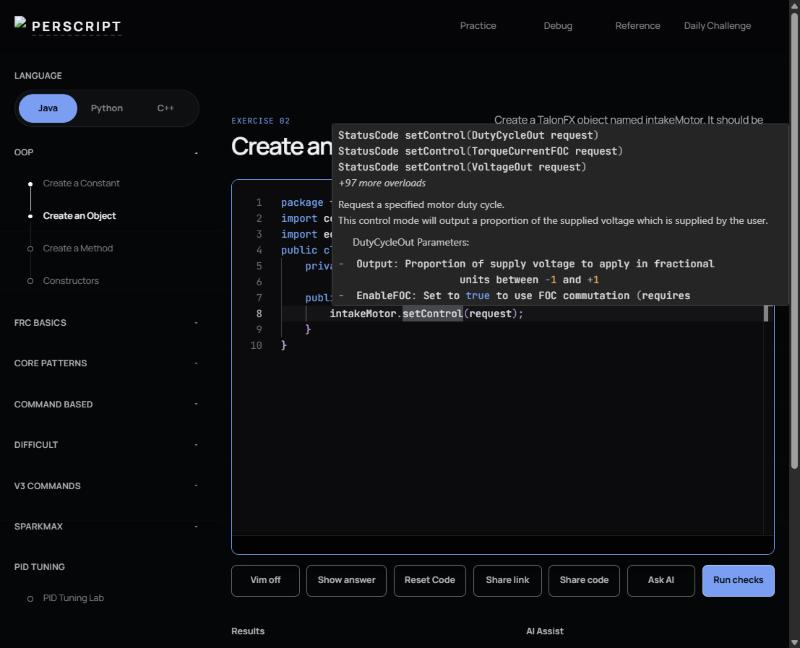 PERSCRIPT
Practice Debug Reference Daily Challenge
LANGUAGE
Java Python C++
OOP -
Create a Constant
Create an Object
Create a Method
Constructors
FRC BASICS -
CORE PATTERNS -
COMMAND BASED -
DIFFICULT -
V3 COMMANDS -
SPARKMAX -
PID TUNING
PID Tuning Lab
EXERCISE 02
Create an
Create a TalonFX object named intakeMotor. It should be
StatusCode setControl(DutyCycleOut request)
StatusCode setControl(TorqueCurrentFOC request)
StatusCode setControl(VoltageOut request)
+97 more overloads
Request a specified motor duty cycle.
This control mode will output a proportion of the supplied voltage which is supplied by the user.
DutyCycleOut Parameters:
- Output: Proportion of supply voltage to apply in fractional
units between -1 and +1
- EnableFOC: Set to true to use FOC commutation (requires
1 package
2 import
3 import
4 public
5
6
7
8 intakeMotor.setControl(request);
9 }
10 }
Vim off Show answer Reset Code Share link Share code Ask AI Run checks
Results AI Assist